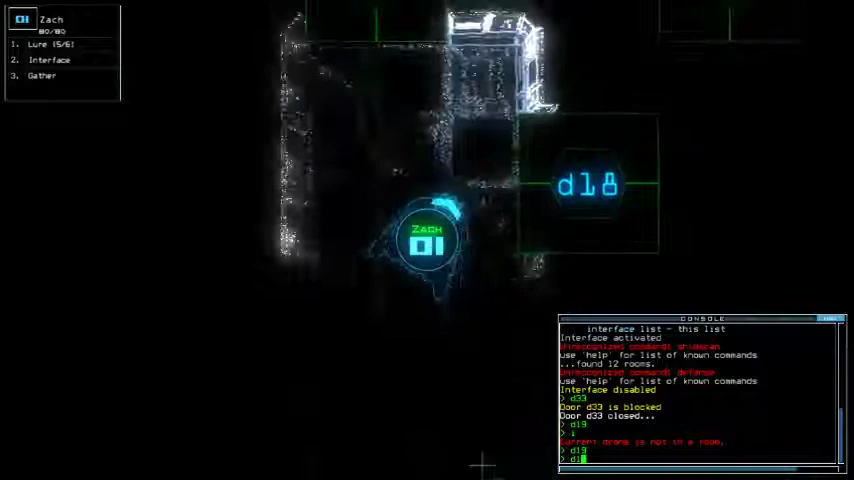 01 Zach
80/80
1. Lure (5/6)
2. Interface
3. Gather
d18
Zach
01
CONSOLE
interface list - this list
Interface activated
use 'help' for list of known commands
...found 12 rooms.
Unrecognized command: defense
use 'help' for list of known commands
Interface disabled
> d33
Door d33 is blocked
Door d33 closed...
> d19
> i
Current drone is not in a room.
> d19
> d1